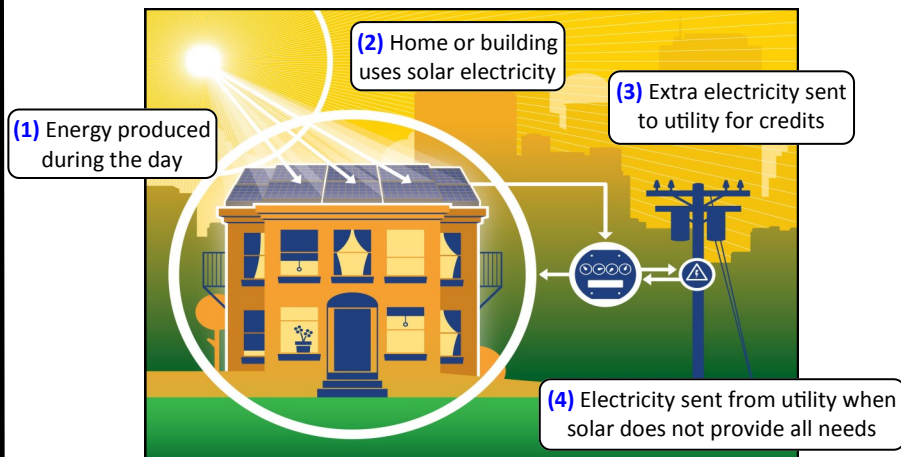 (1) Energy produced
during the day
(2) Home or building
uses solar electricity
(3) Extra electricity sent
to utility for credits
(4) Electricity sent from utility when
solar does not provide all needs